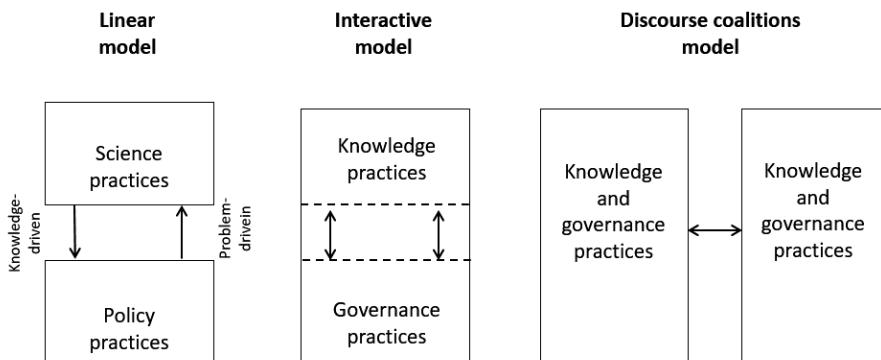 Linear
model
Interactive
model
Discourse coalitions
model
Science
practices
Knowledge-
driven
Problem-
drivein
Policy
practices
Knowledge
practices
Governance
practices
Knowledge
and
governance
practices
Knowledge
and
governance
practices